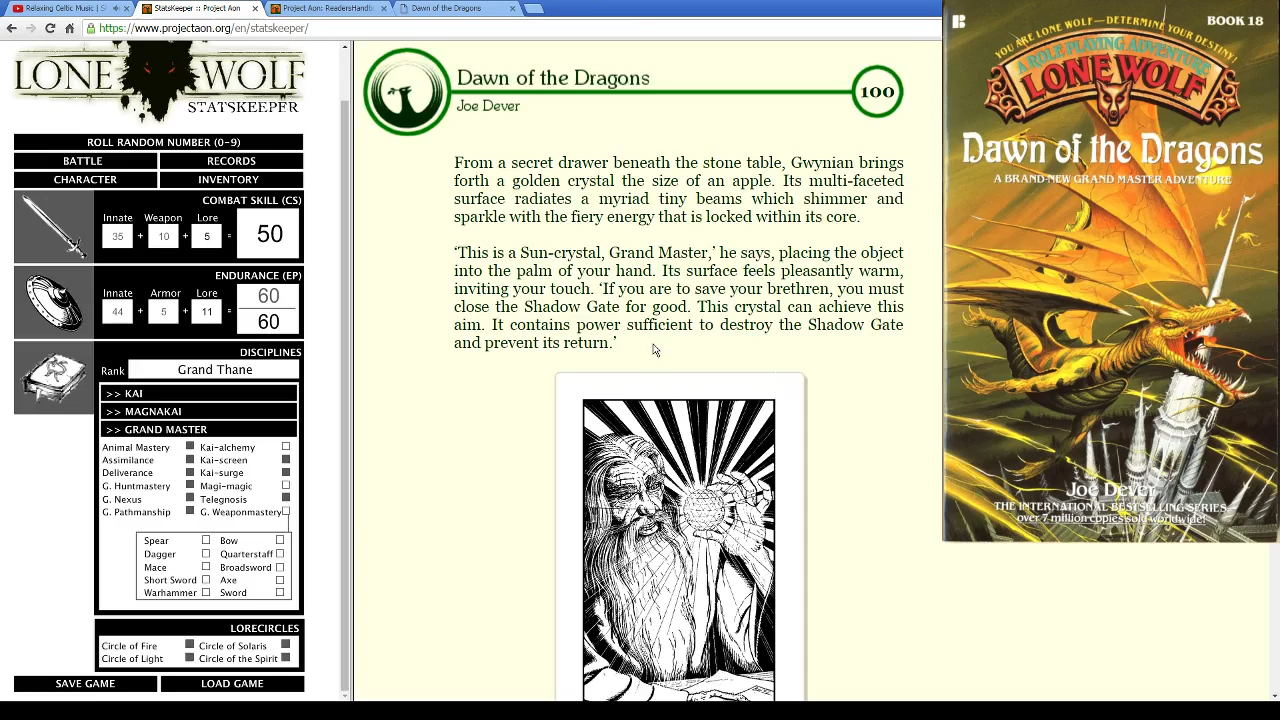 Relaxing Celtic Music | S
StatsKeeper :: Project Aon
Project Aon: ReadersHandb
Dawn of the Dragons
https://www.projectaon.org/en/statskeeper/
LONE WOLF
STATSKEEPER
ROLL RANDOM NUMBER (0-9)
BATTLE RECORDS
CHARACTER INVENTORY
COMBAT SKILL (CS)
Innate Weapon Lore
35 + 10 + 5 = 50
ENDURANCE (EP)
Innate Armor Lore 60
44 + 5 + 11 = 60
DISCIPLINES
Rank Grand Thane
>> KAI
>> MAGNAKAI
>> GRAND MASTER
Animal Mastery Kai-alchemy
Assimilance Kai-screen
Deliverance Kai-surge
G. Huntmastery Magi-magic
G. Nexus Telegnosis
G. Pathmanship G. Weaponmastery
Spear Bow
Dagger Quarterstaff
Mace Broadsword
Short Sword Axe
Warhammer Sword
LORECIRCLES
Circle of Fire Circle of Solaris
Circle of Light Circle of the Spirit
SAVE GAME LOAD GAME
Dawn of the Dragons
Joe Dever
100
From a secret drawer beneath the stone table, Gwynian brings
forth a golden crystal the size of an apple. Its multi-faceted
surface radiates a myriad tiny beams which shimmer and
sparkle with the fiery energy that is locked within its core.
‘This is a Sun-crystal, Grand Master,’ he says, placing the object
into the palm of your hand. Its surface feels pleasantly warm,
inviting your touch. ‘If you are to save your brethren, you must
close the Shadow Gate for good. This crystal can achieve this
aim. It contains power sufficient to destroy the Shadow Gate
and prevent its return.’
B
BOOK 18
YOU ARE LONE WOLF—DETERMINE YOUR DESTINY!
A ROLE PLAYING ADVENTURE
LONE WOLF
Dawn of the Dragons
A BRAND-NEW GRAND MASTER ADVENTURE
Joe Dever
THE INTERNATIONAL BESTSELLING SERIES—
over 7 million copies sold worldwide!